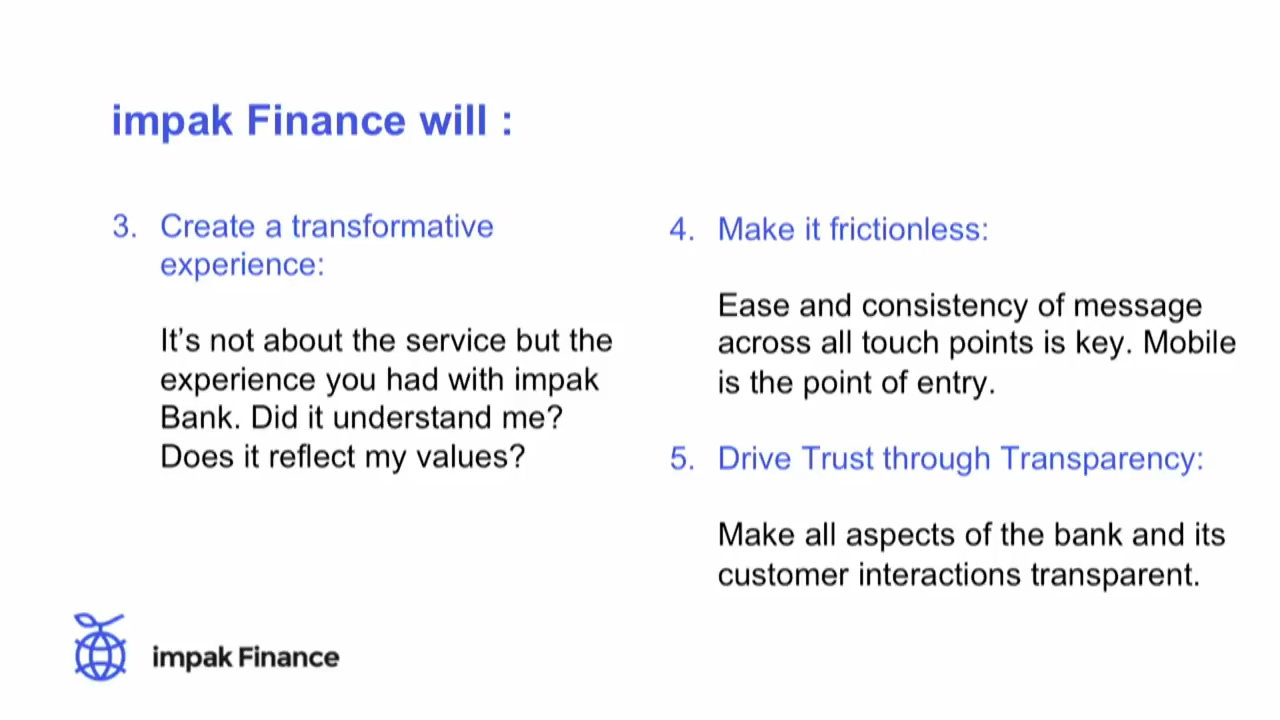 impak Finance will :
3. Create a transformative
experience:
It’s not about the service but the
experience you had with impak
Bank. Did it understand me?
Does it reflect my values?
4. Make it frictionless:
Ease and consistency of message
across all touch points is key. Mobile
is the point of entry.
5. Drive Trust through Transparency:
Make all aspects of the bank and its
customer interactions transparent.
impak Finance